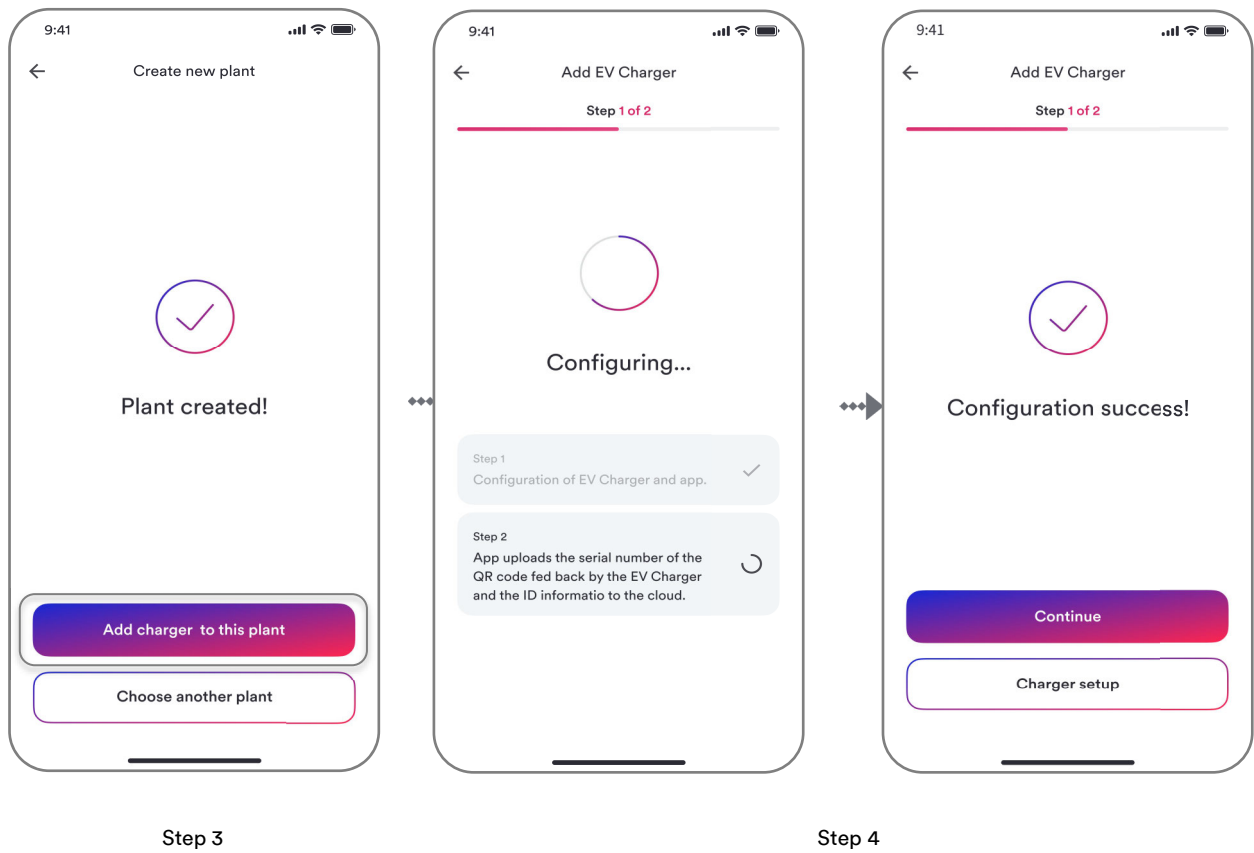 9:41
Create new plant
Plant created!
Add charger to this plant
Choose another plant
9:41
Add EV Charger
Step 1 of 2
Configuring...
Step 1
Configuration of EV Charger and app.
Step 2
App uploads the serial number of the
QR code fed back by the EV Charger
and the ID informatio to the cloud.
9:41
Add EV Charger
Step 1 of 2
Configuration success!
Continue
Charger setup
Step 3
Step 4